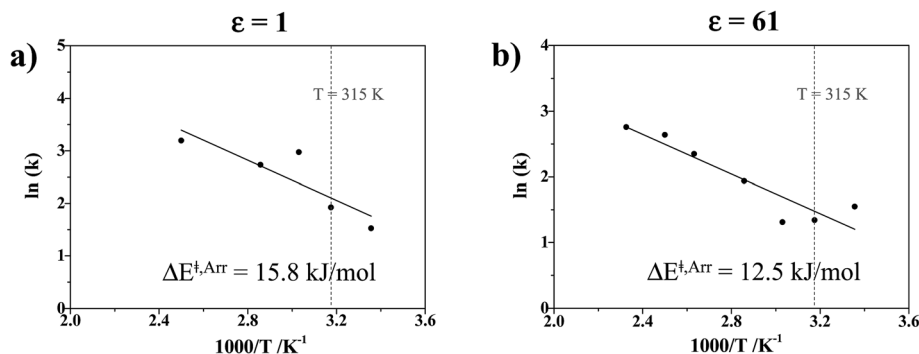 ε = 1
a)
5
4
3
2
1
0
ln (k)
T = 315 K
ΔE‡,Arr = 15.8 kJ/mol
2.0 2.4 2.8 3.2 3.6
1000/T /K-1
ε = 61
b)
4
3
2
1
0
ln (k)
T = 315 K
ΔE‡,Arr = 12.5 kJ/mol
2.0 2.4 2.8 3.2 3.6
1000/T /K-1